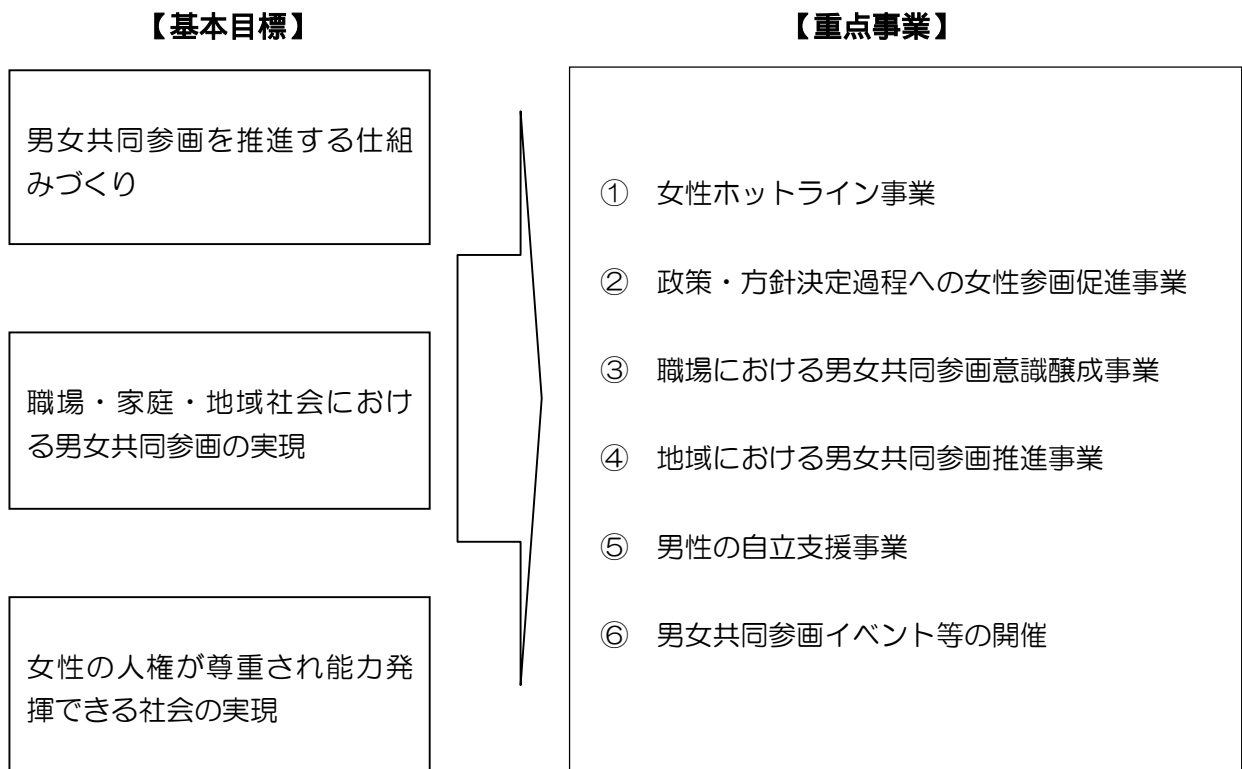 【基本目標】
男女共同参画を推進する仕組
みづくり
職場・家庭・地域社会におけ
る男女共同参画の実現
女性の人権が尊重され能力発
揮できる社会の実現
【重点事業】
① 女性ホットライン事業
② 政策・方針決定過程への女性参画促進事業
③ 職場における男女共同参画意識醸成事業
④ 地域における男女共同参画推進事業
⑤ 男性の自立支援事業
⑥ 男女共同参画イベント等の開催